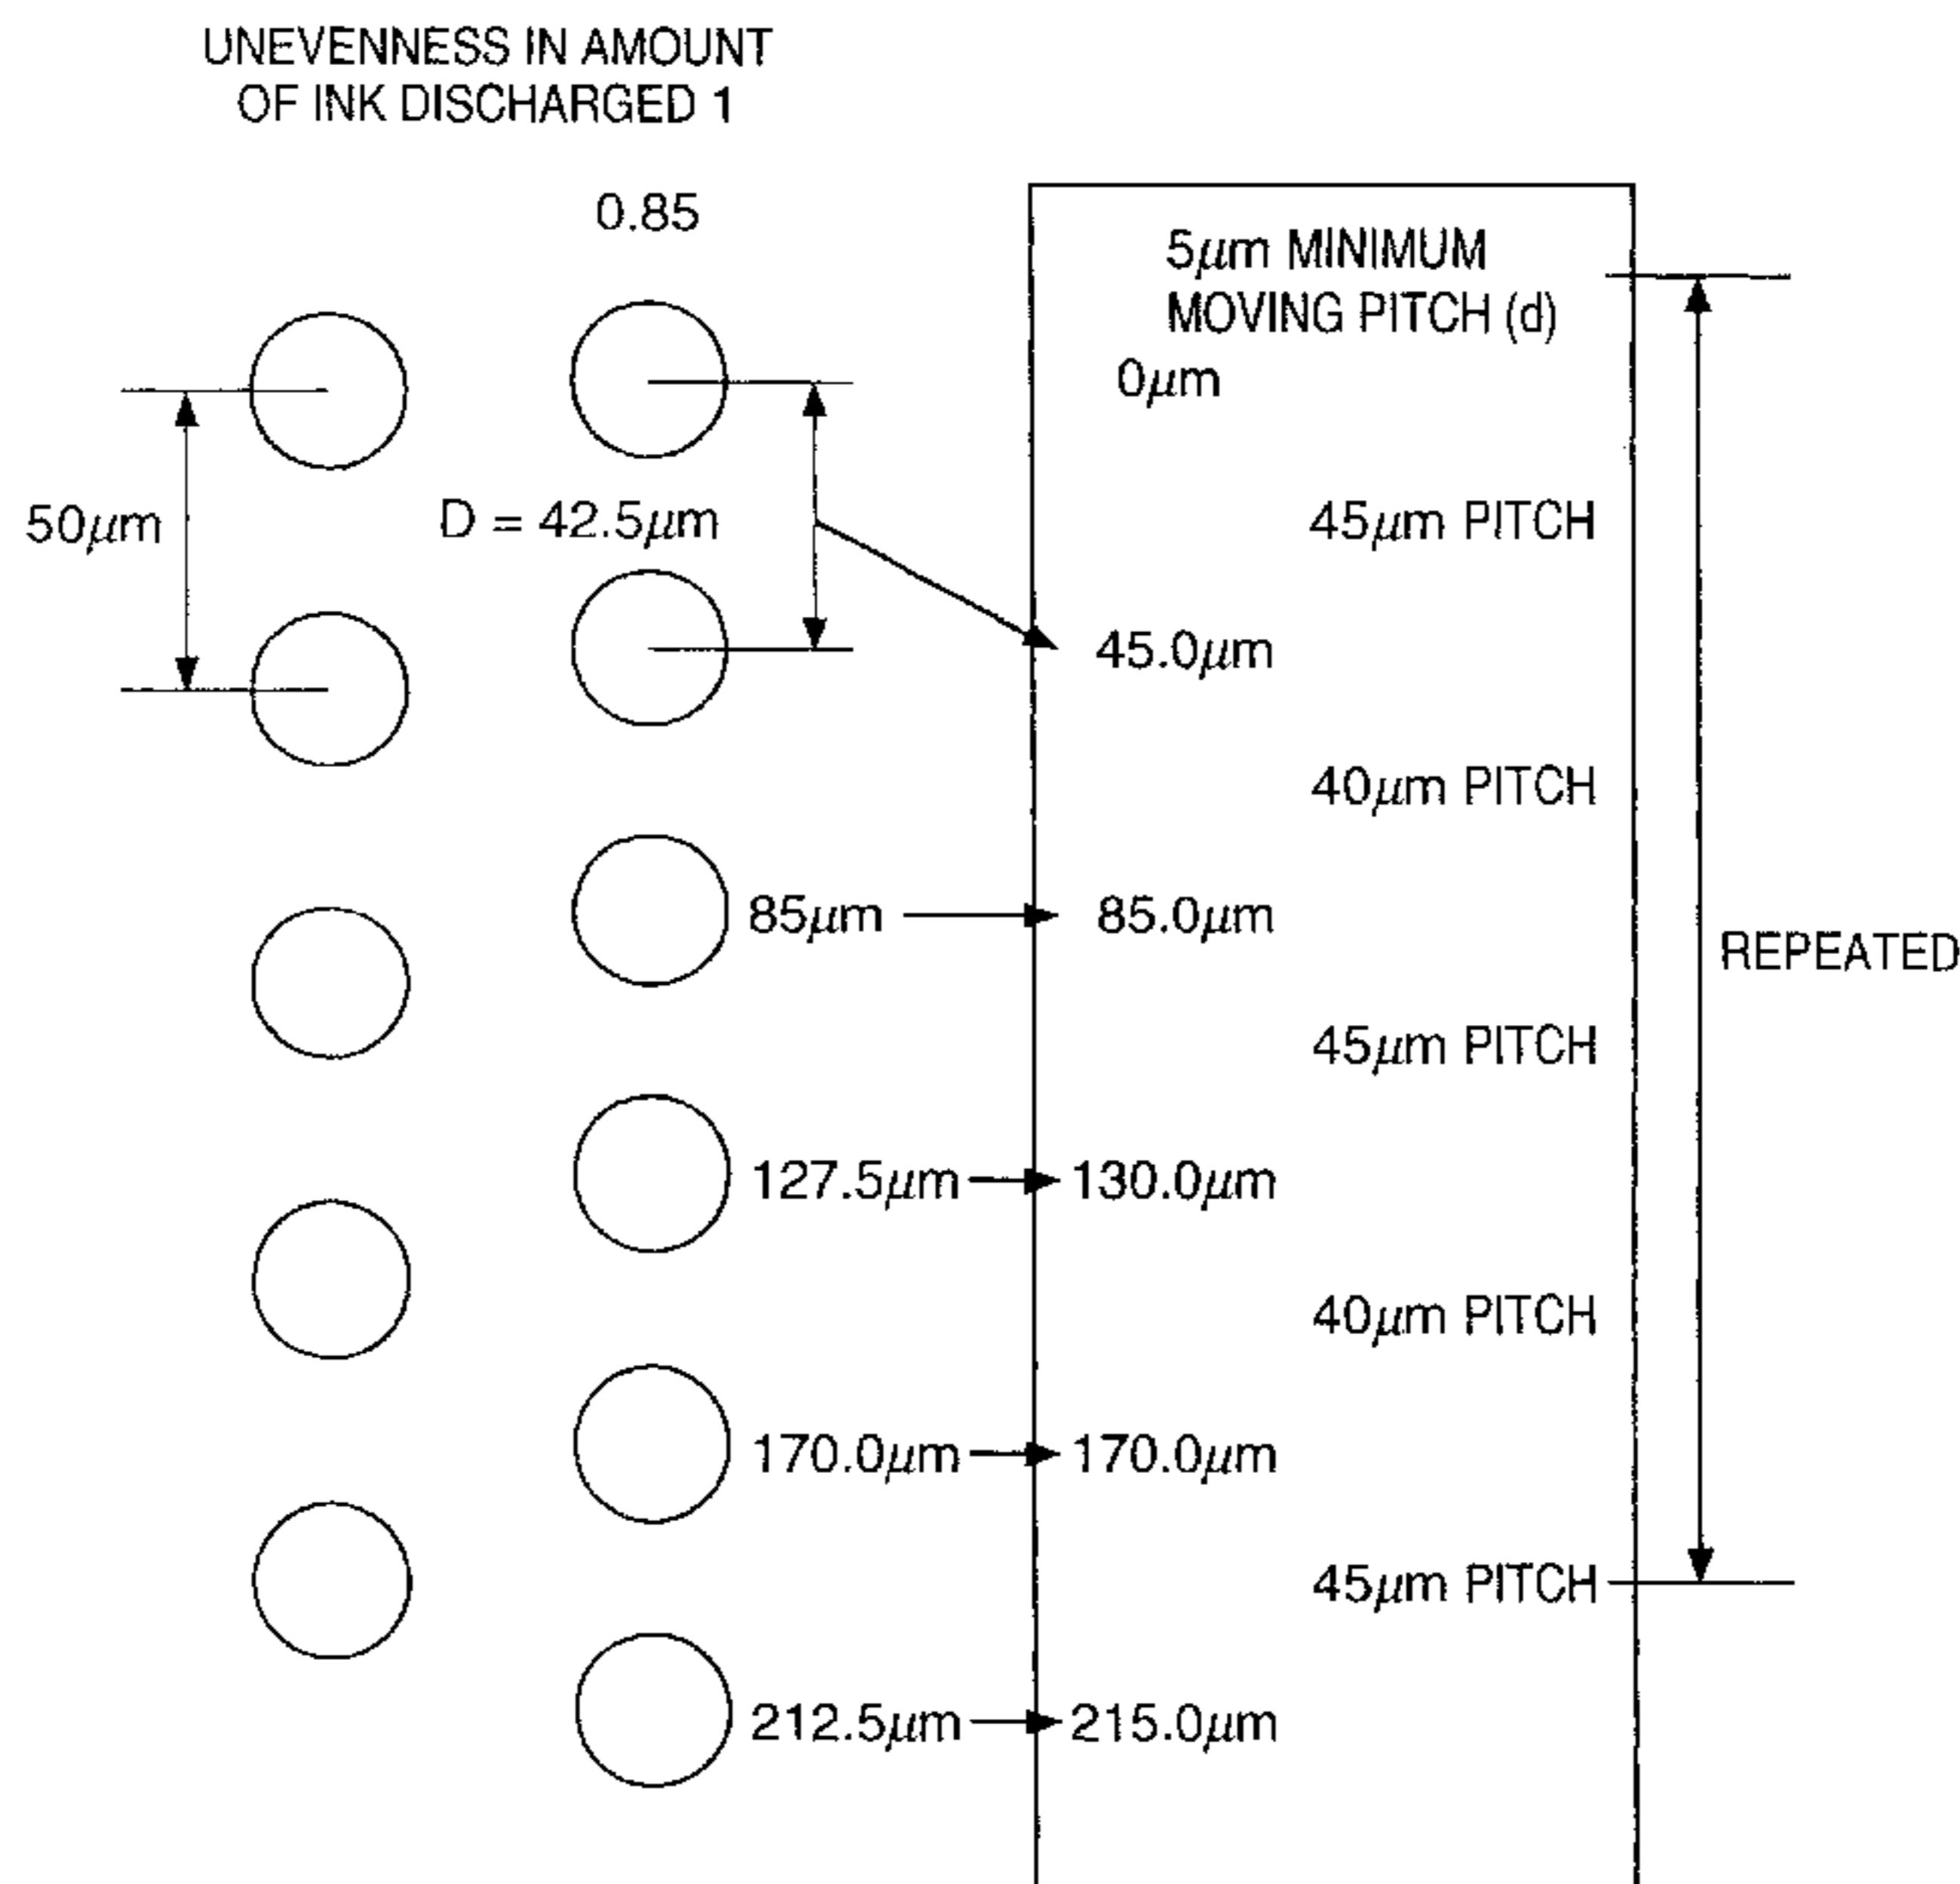 UNEVENNESS IN AMOUNT
OF INK DISCHARGED 1
0.85
5μm MINIMUM
MOVING PITCH (d)
0μm
50μm
D = 42.5μm
45μm PITCH
45.0μm
40μm PITCH
85μm
85.0μm
REPEATED
45μm PITCH
127.5μm
130.0μm
40μm PITCH
170.0μm
170.0μm
45μm PITCH
212.5μm
215.0μm